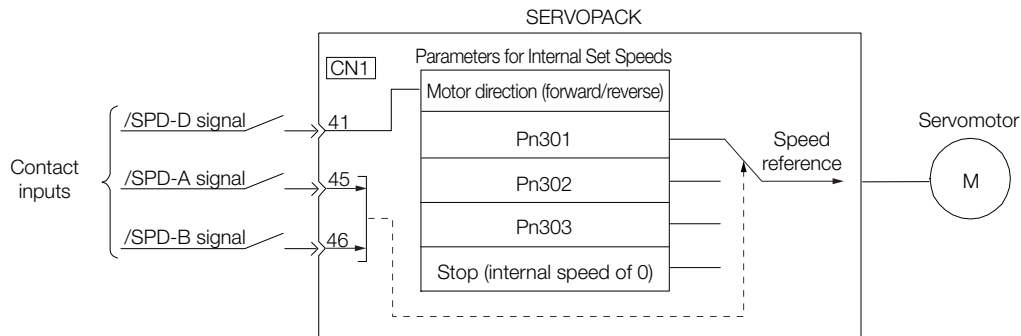 SERVOPACK
Parameters for Internal Set Speeds
CN1
Motor direction (forward/reverse)
/SPD-D signal
41
Pn301
Speed
reference
Servomotor
Contact
inputs
/SPD-A signal
45
Pn302
M
Pn303
/SPD-B signal
46
Stop (internal speed of 0)